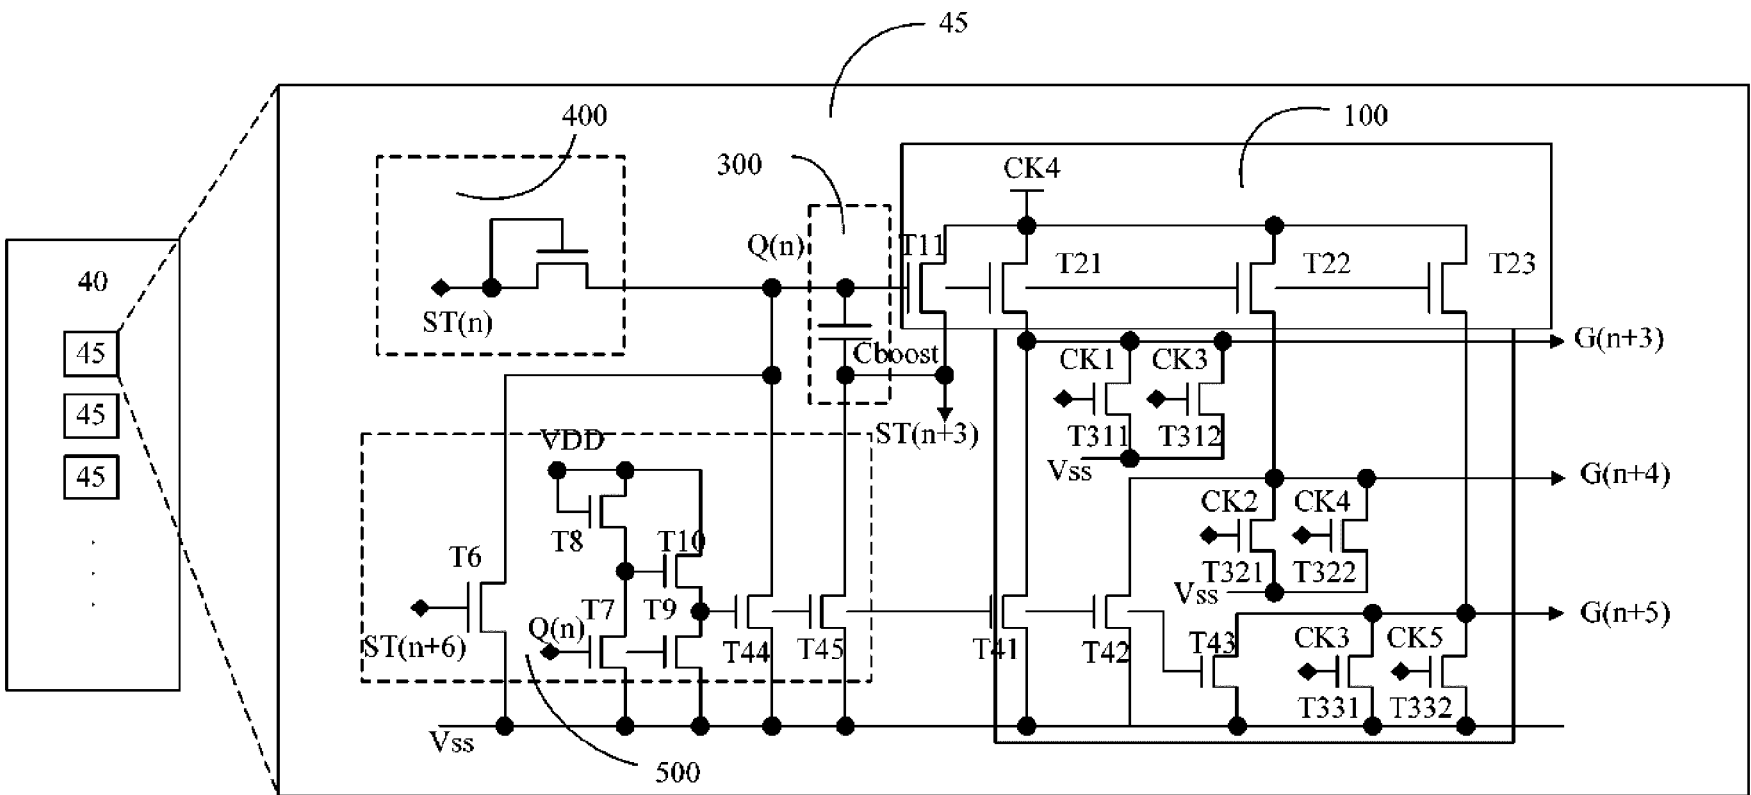 45
400
100
300
CK4
Q(n)
T11
T21
T22
T23
40
ST(n)
45
Cboost
CK1
CK3
G(n+3)
45
ST(n+3)
T311
T312
VDD
Vss
45
G(n+4)
CK2
CK4
T8
T10
T6
T321
T322
Vss
T7
T9
Q(n)
G(n+5)
ST(n+6)
T44
T45
T41
T42
T43
CK3
CK5
T331
T332
Vss
500